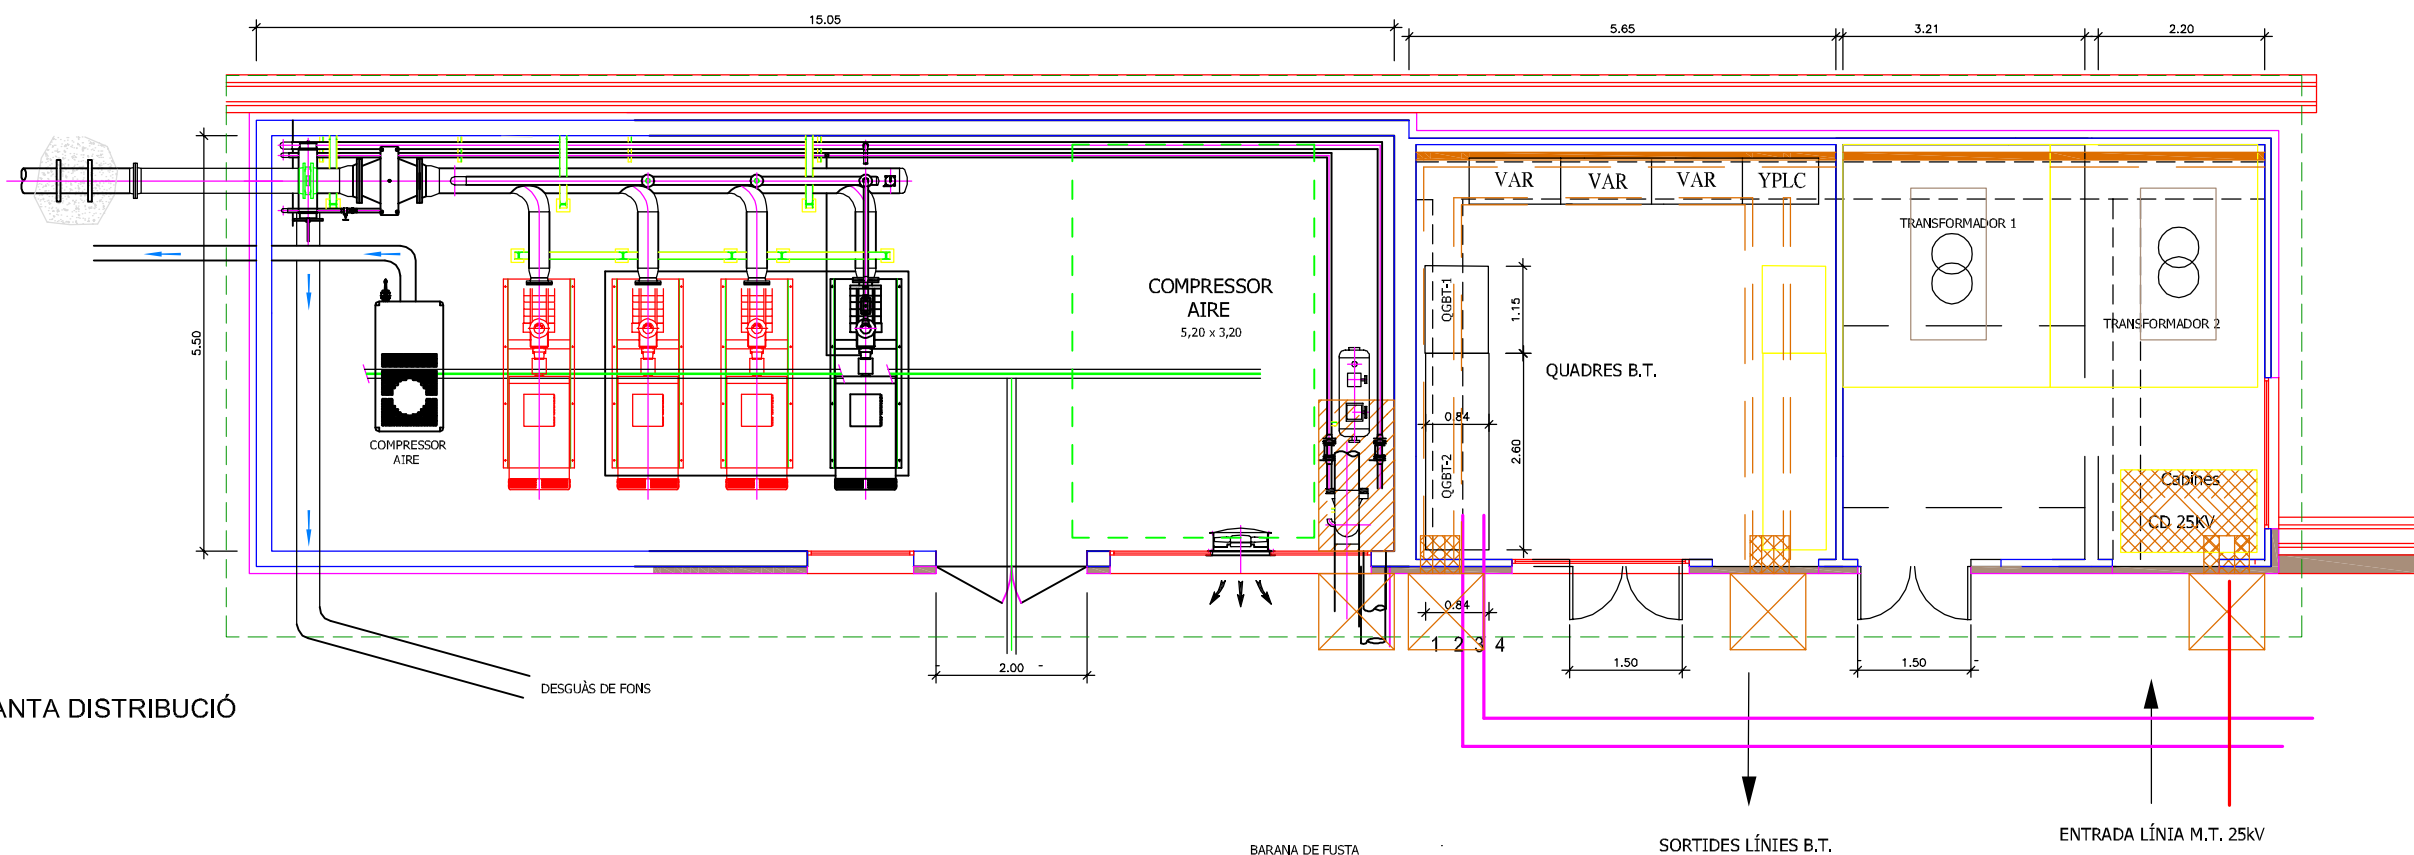 15.05
5.65
3.21
2.20
VAR
VAR
VAR
YPLC
TRANSFORMADOR 1
COMPRESSOR
AIRE
5,20 x 3,20
QGBT-1
1.15
TRANSFORMADOR 2
5.50
QUADRES B.T.
0.84
COMPRESSOR
AIRE
2.60
QGBT-2
Cabines
CD 25KV
0.84
1 2 3 4
2.00
1.50
1.50
DESGUÀS DE FONS
ANTA DISTRIBUCIÓ
ENTRADA LÍNIA M.T. 25kV
SORTIDES LÍNIES B.T.
BARANA DE FUSTA